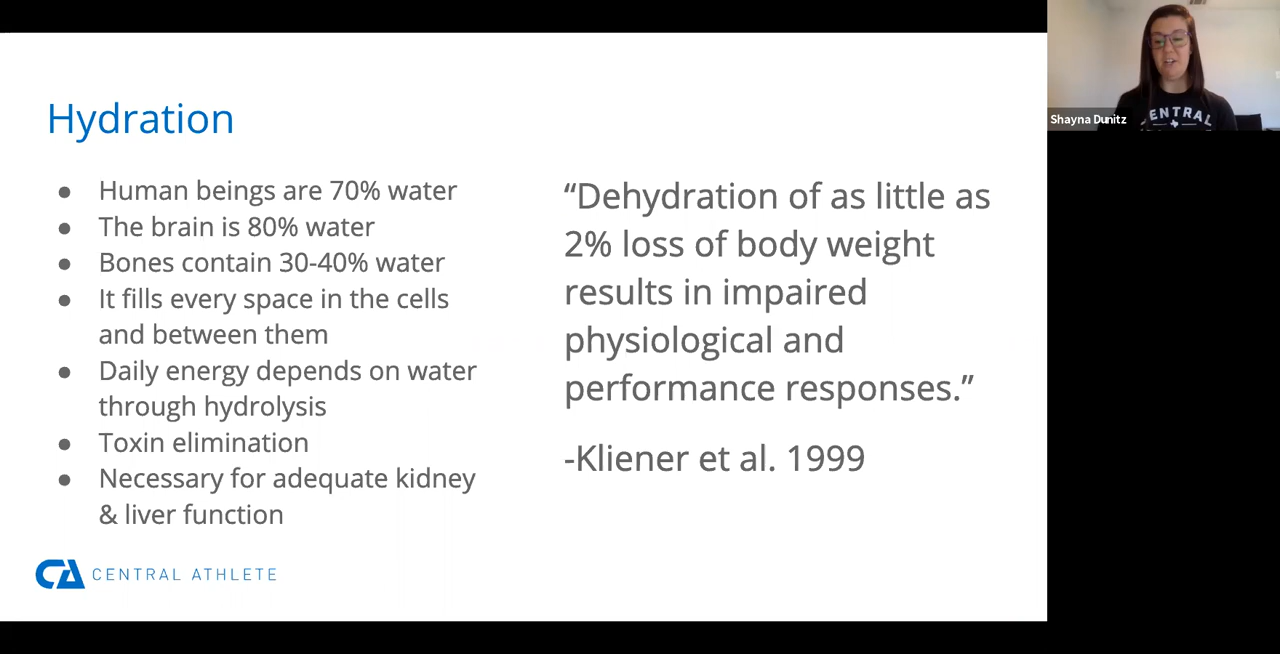 Hydration
● Human beings are 70% water
● The brain is 80% water
● Bones contain 30-40% water
● It fills every space in the cells
and between them
● Daily energy depends on water
through hydrolysis
● Toxin elimination
● Necessary for adequate kidney
& liver function
“Dehydration of as little as
2% loss of body weight
results in impaired
physiological and
performance responses.”
-Kliener et al. 1999
CA CENTRAL ATHLETE
Shayna Dunitz
CENTRAL